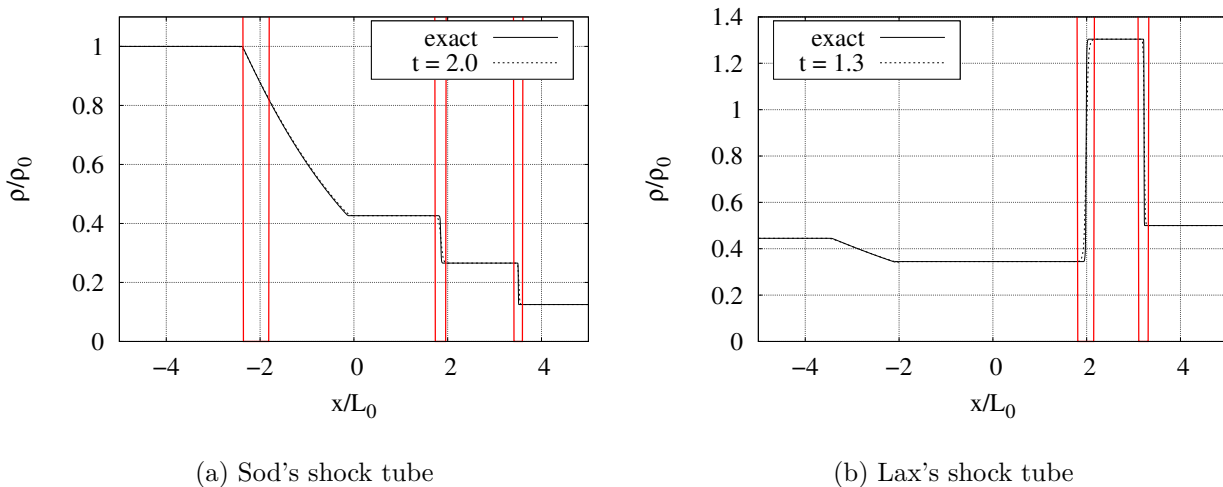 exact
t = 2.0
1
0.8
0.6
0.4
0.2
0
ρ/ρ0
−4
−2
0
2
4
x/L0
(a) Sod's shock tube
exact
t = 1.3
1.4
1.2
1
0.8
0.6
0.4
0.2
0
ρ/ρ0
−4
−2
0
2
4
x/L0
(b) Lax's shock tube